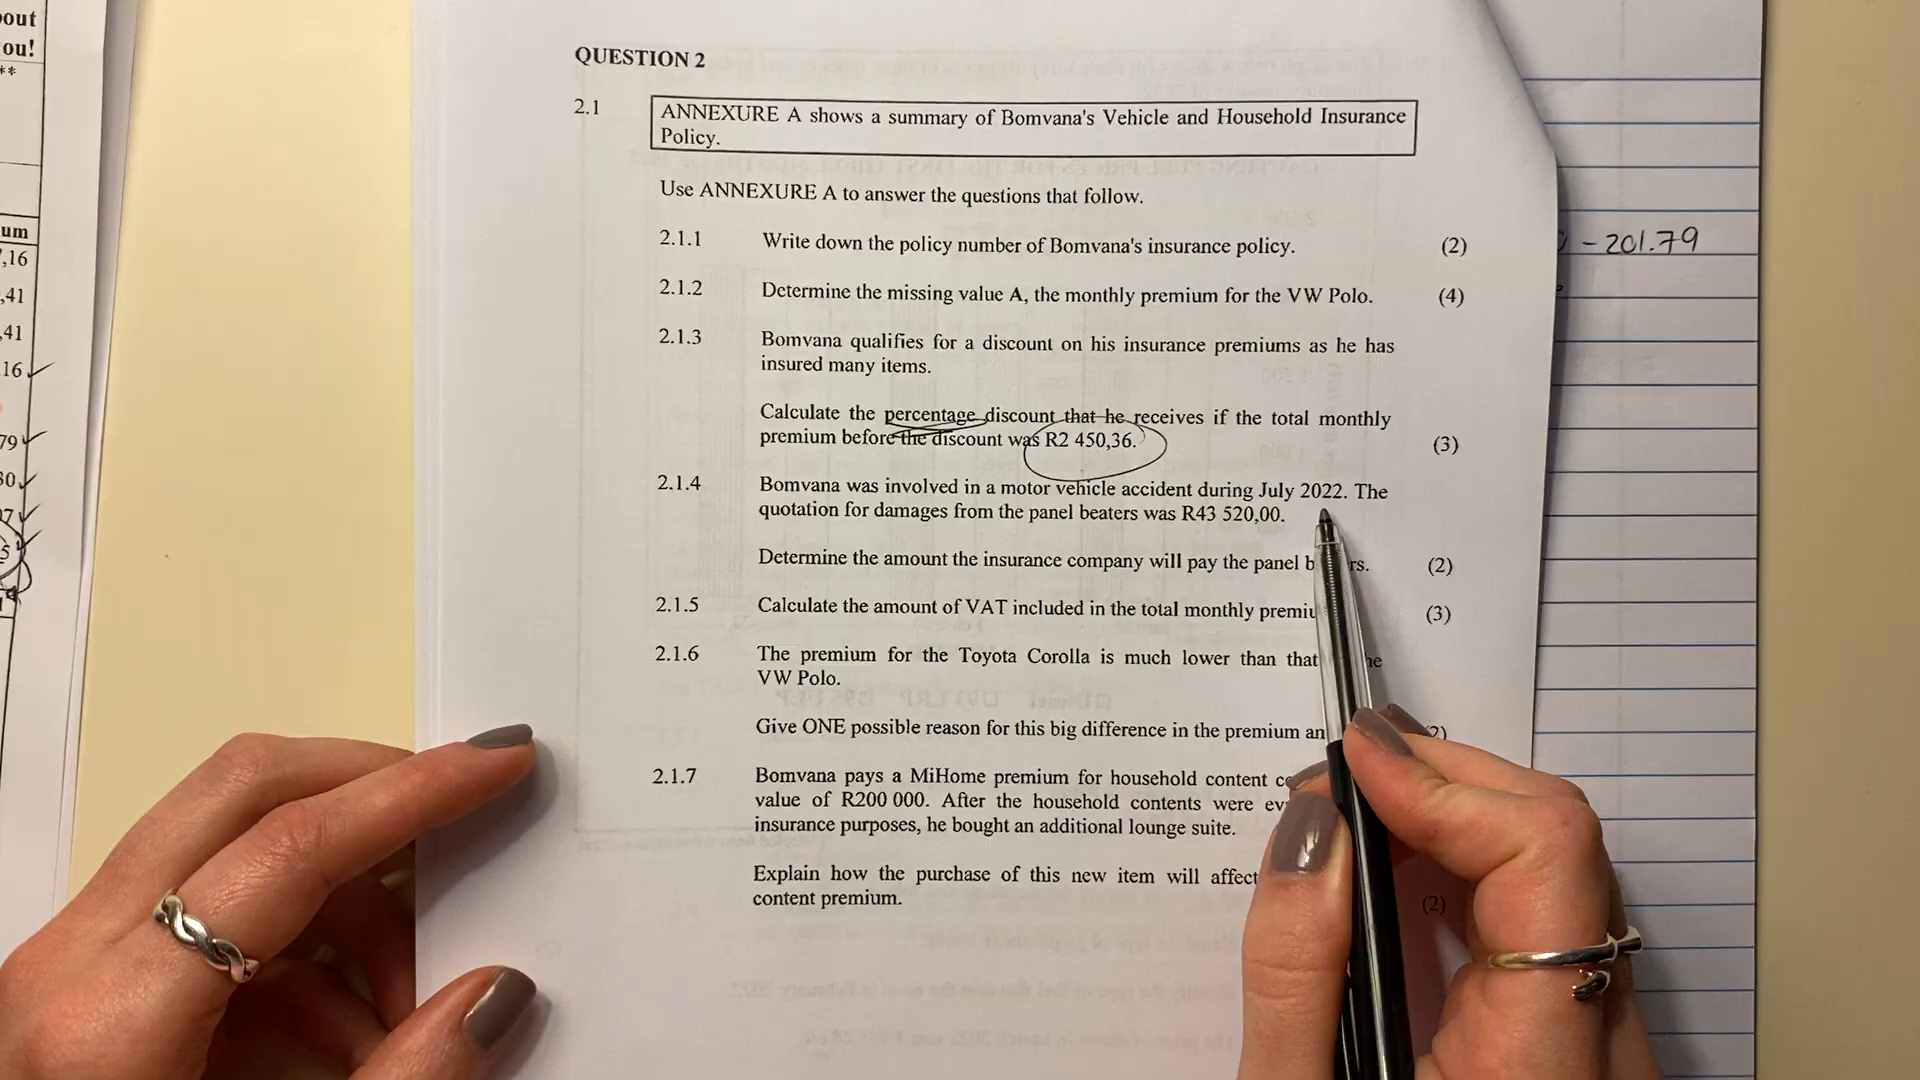 out
ou!
**
um
,16
,41
,41
16
79
QUESTION 2
2.1 ANNEXURE A shows a summary of Bomvana's Vehicle and Household Insurance
Policy.
Use ANNEXURE A to answer the questions that follow.
2.1.1 Write down the policy number of Bomvana's insurance policy. (2)
2.1.2 Determine the missing value A, the monthly premium for the VW Polo. (4)
2.1.3 Bomvana qualifies for a discount on his insurance premiums as he has
insured many items.
Calculate the percentage discount that he receives if the total monthly
premium before the discount was R2 450,36. (3)
2.1.4 Bomvana was involved in a motor vehicle accident during July 2022. The
quotation for damages from the panel beaters was R43 520,00.
Determine the amount the insurance company will pay the panel b rs. (2)
2.1.5 Calculate the amount of VAT included in the total monthly premiu (3)
2.1.6 The premium for the Toyota Corolla is much lower than that he
VW Polo.
Give ONE possible reason for this big difference in the premium an 2)
2.1.7 Bomvana pays a MiHome premium for household content c
value of R200 000. After the household contents were ev
insurance purposes, he bought an additional lounge suite.
Explain how the purchase of this new item will affect
content premium. (2)
- 201.79